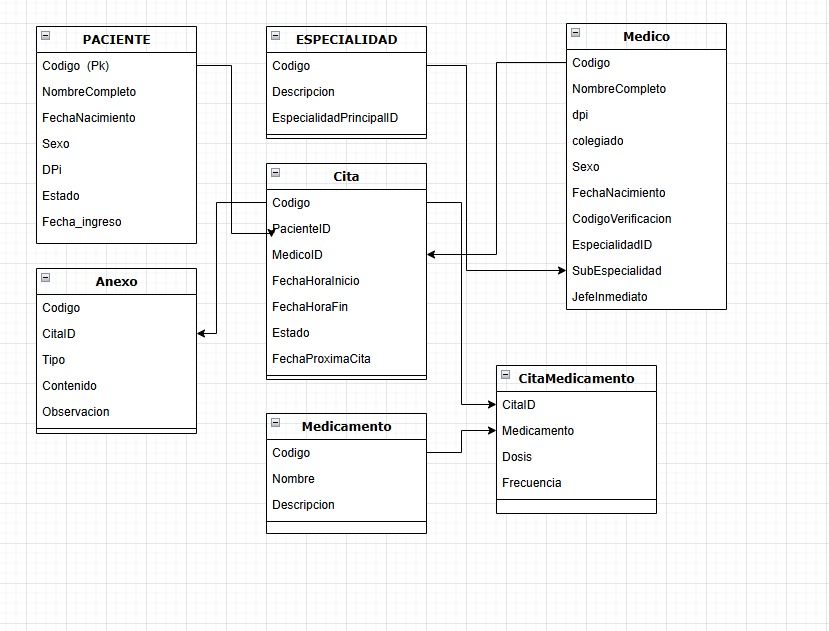 PACIENTE
Codigo (Pk)
NombreCompleto
FechaNacimiento
Sexo
DPi
Estado
Fecha_ingreso
ESPECIALIDAD
Codigo
Descripcion
EspecialidadPrincipalID
Medico
Codigo
NombreCompleto
dpi
colegiado
Sexo
FechaNacimiento
CodigoVerificacion
EspecialidadID
SubEspecialidad
JefeInmediato
Cita
Codigo
PacienteID
MedicoID
FechaHoraInicio
FechaHoraFin
Estado
FechaProximaCita
Anexo
Codigo
CitaID
Tipo
Contenido
Observacion
Medicamento
Codigo
Nombre
Descripcion
CitaMedicamento
CitaID
Medicamento
Dosis
Frecuencia